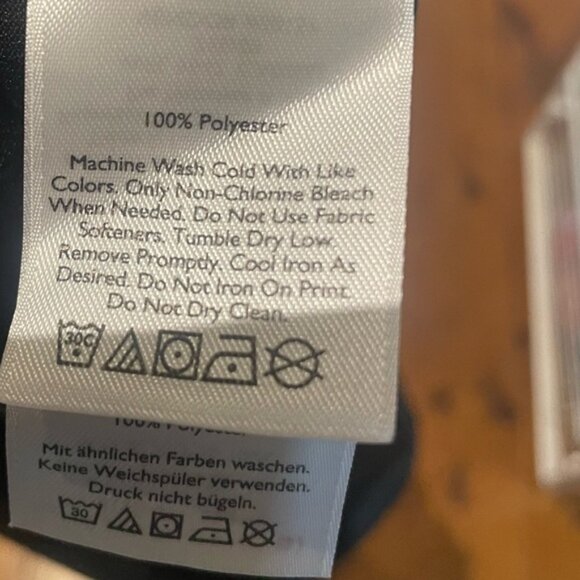 100% Polyester
Machine Wash Cold With Like
Colors. Only Non-Chlorine Bleach
When Needed. Do Not Use Fabric
Softeners. Tumble Dry Low.
Remove Promptly. Cool Iron As
Desired. Do Not Iron On Print.
Do Not Dry Clean.
30C
100% Polyester
Mit ähnlichen Farben waschen.
Keine Weichspüler verwenden.
Druck nicht bügeln.
30